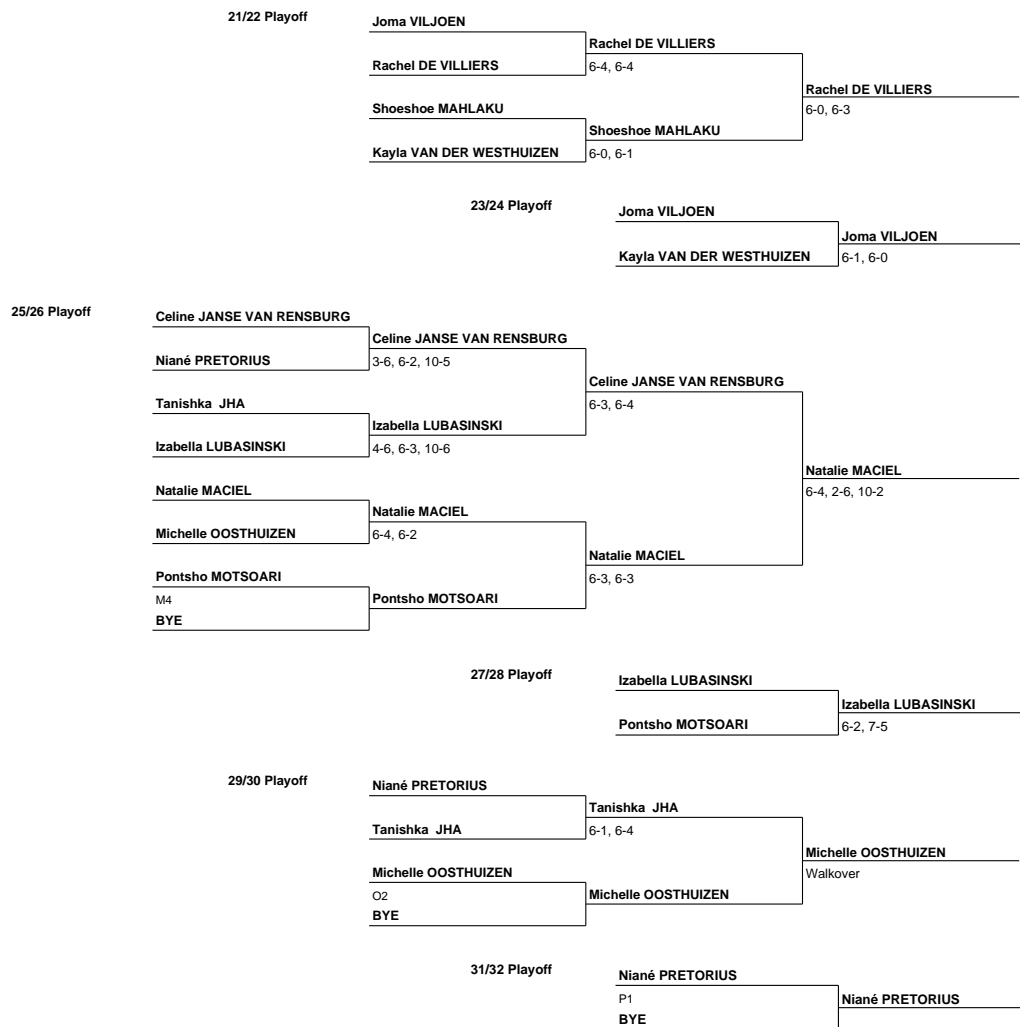 21/22 Playoff
Joma VILJOEN
Rachel DE VILLIERS
Rachel DE VILLIERS
6-4, 6-4
Rachel DE VILLIERS
6-0, 6-3
Shoeshoe MAHLAKU
Shoeshoe MAHLAKU
Kayla VAN DER WESTHUIZEN
6-0, 6-1
23/24 Playoff
Joma VILJOEN
Joma VILJOEN
Kayla VAN DER WESTHUIZEN
6-1, 6-0
25/26 Playoff
Celine JANSE VAN RENSBURG
Celine JANSE VAN RENSBURG
Niané PRETORIUS
3-6, 6-2, 10-5
Celine JANSE VAN RENSBURG
6-3, 6-4
Tanishka JHA
Izabella LUBASINSKI
Izabella LUBASINSKI
4-6, 6-3, 10-6
Natalie MACIEL
6-4, 2-6, 10-2
Natalie MACIEL
Natalie MACIEL
Michelle OOSTHUIZEN
6-4, 6-2
Natalie MACIEL
6-3, 6-3
Pontsho MOTSOARI
M4
Pontsho MOTSOARI
BYE
27/28 Playoff
Izabella LUBASINSKI
Izabella LUBASINSKI
Pontsho MOTSOARI
6-2, 7-5
29/30 Playoff
Niané PRETORIUS
Tanishka JHA
Tanishka JHA
6-1, 6-4
Michelle OOSTHUIZEN
Walkover
Michelle OOSTHUIZEN
O2
Michelle OOSTHUIZEN
BYE
31/32 Playoff
Niané PRETORIUS
P1
Niané PRETORIUS
BYE